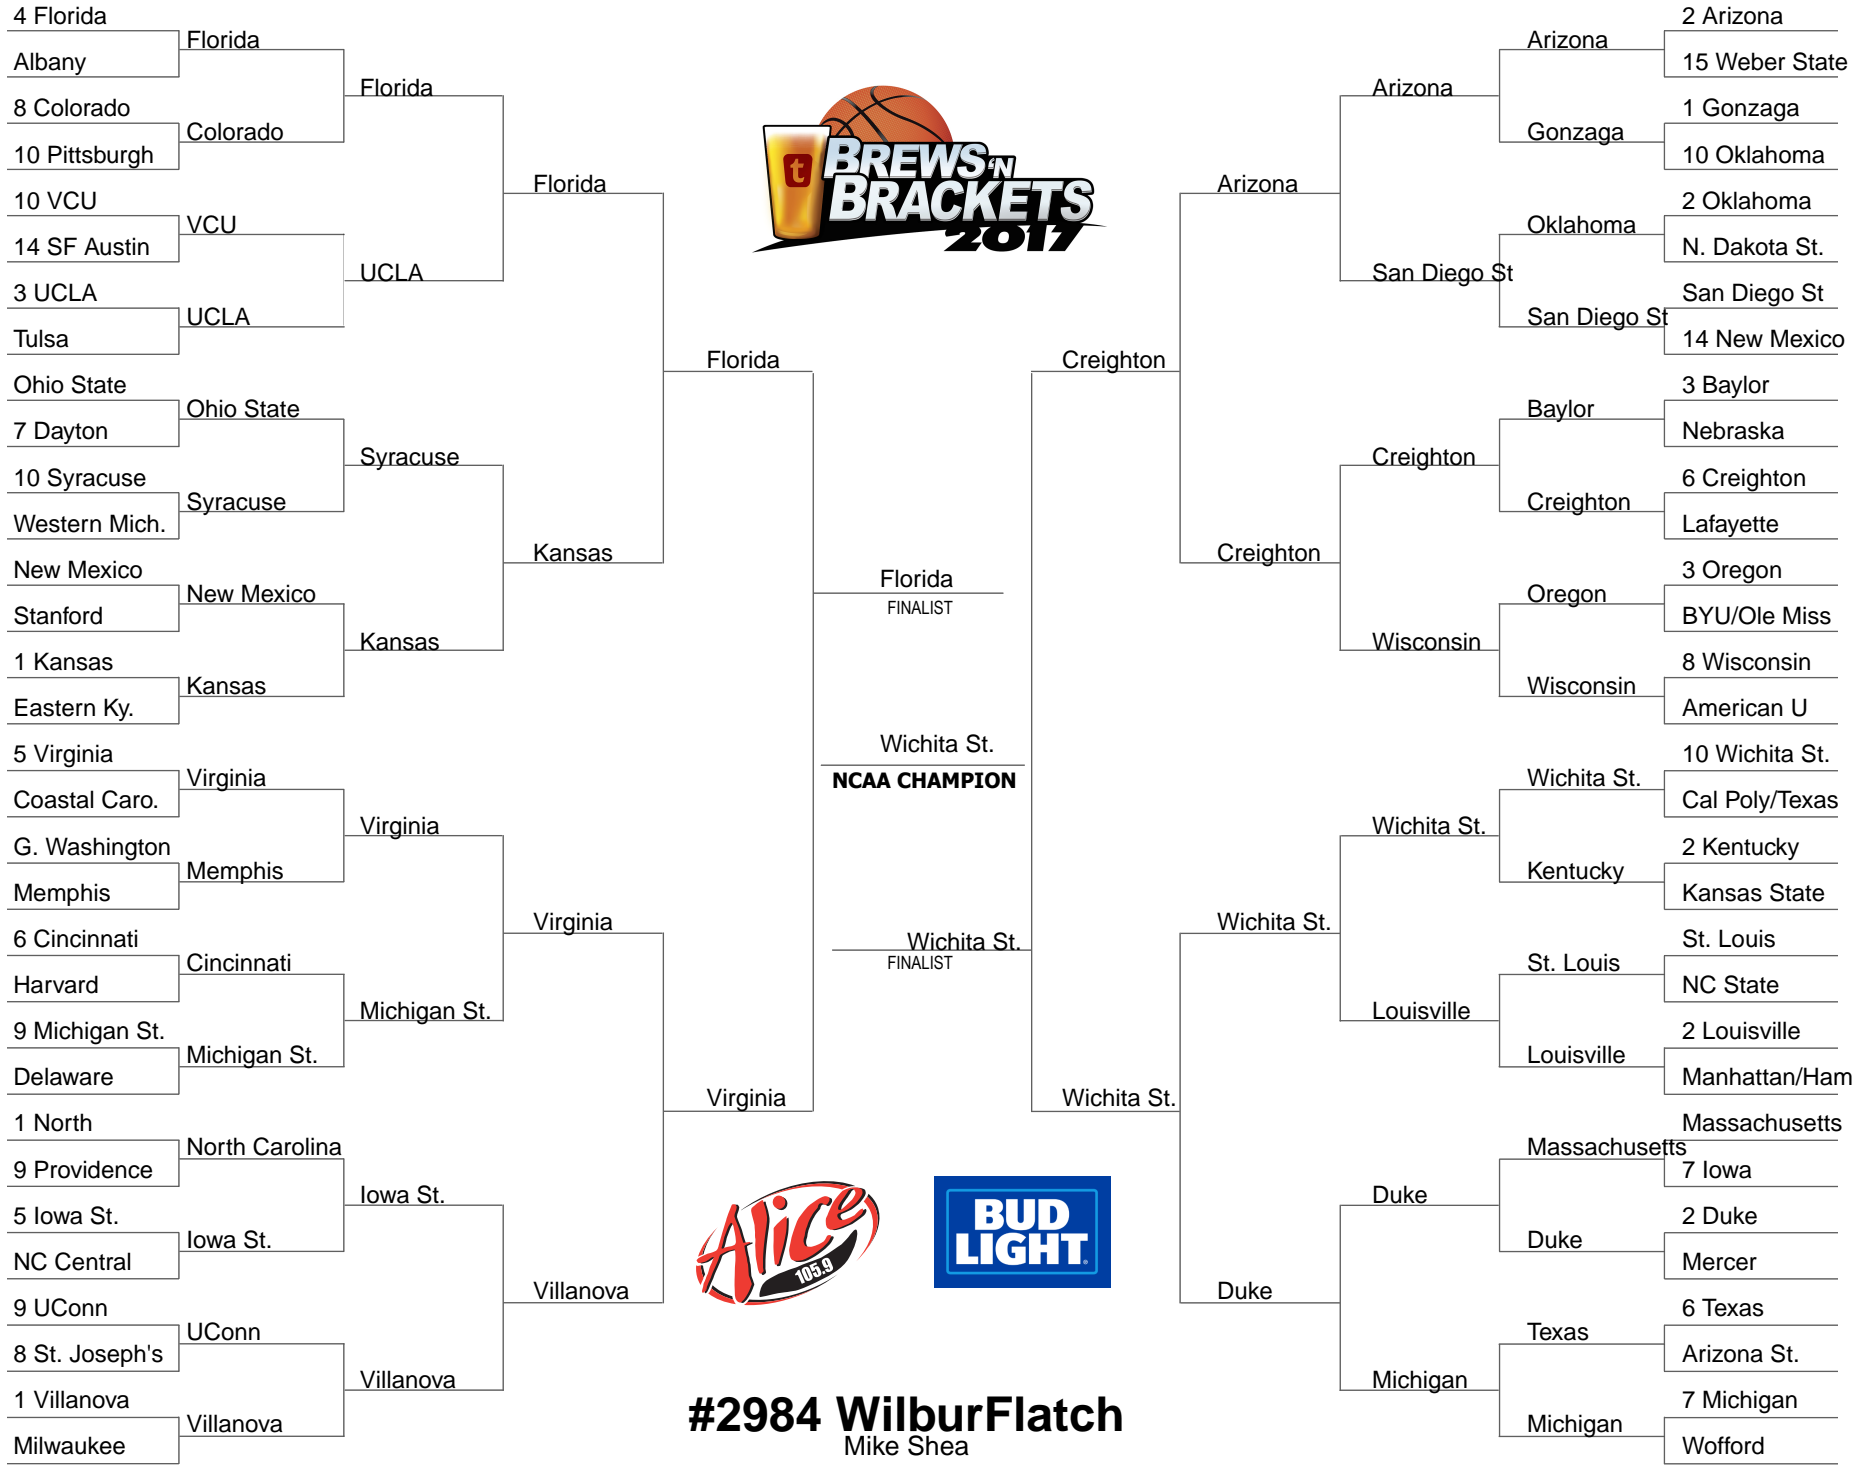 4 Florida
Albany
8 Colorado
10 Pittsburgh
10 VCU
14 SF Austin
3 UCLA
Tulsa
Ohio State
7 Dayton
10 Syracuse
Western Mich.
New Mexico
Stanford
1 Kansas
Eastern Ky.
5 Virginia
Coastal Caro.
G. Washington
Memphis
6 Cincinnati
Harvard
9 Michigan St.
Delaware
1 North
9 Providence
5 Iowa St.
NC Central
9 UConn
8 St. Joseph's
1 Villanova
Milwaukee
Florida
Colorado
VCU
UCLA
Ohio State
Syracuse
New Mexico
Kansas
Virginia
Memphis
Cincinnati
Michigan St.
North Carolina
Iowa St.
UConn
Villanova
Florida
UCLA
Syracuse
Kansas
Virginia
Michigan St.
Iowa St.
Villanova
Florida
Kansas
Virginia
Villanova
Florida
Virginia
BREWS 'N
BRACKETS
2017
t
Florida
FINALIST
Wichita St.
NCAA CHAMPION
Wichita St.
FINALIST
Alice
105.9
BUD
LIGHT
#2984 WilburFlatch
Mike Shea
Creighton
Wichita St.
Arizona
Creighton
Wichita St.
Duke
Arizona
San Diego St
Creighton
Wisconsin
Wichita St.
Louisville
Duke
Michigan
Arizona
Gonzaga
Oklahoma
San Diego St
Baylor
Creighton
Oregon
Wisconsin
Wichita St.
Kentucky
St. Louis
Louisville
Massachusetts
Duke
Texas
Michigan
2 Arizona
15 Weber State
1 Gonzaga
10 Oklahoma
2 Oklahoma
N. Dakota St.
San Diego St
14 New Mexico
3 Baylor
Nebraska
6 Creighton
Lafayette
3 Oregon
BYU/Ole Miss
8 Wisconsin
American U
10 Wichita St.
Cal Poly/Texas
2 Kentucky
Kansas State
St. Louis
NC State
2 Louisville
Manhattan/Ham
Massachusetts
7 Iowa
2 Duke
Mercer
6 Texas
Arizona St.
7 Michigan
Wofford